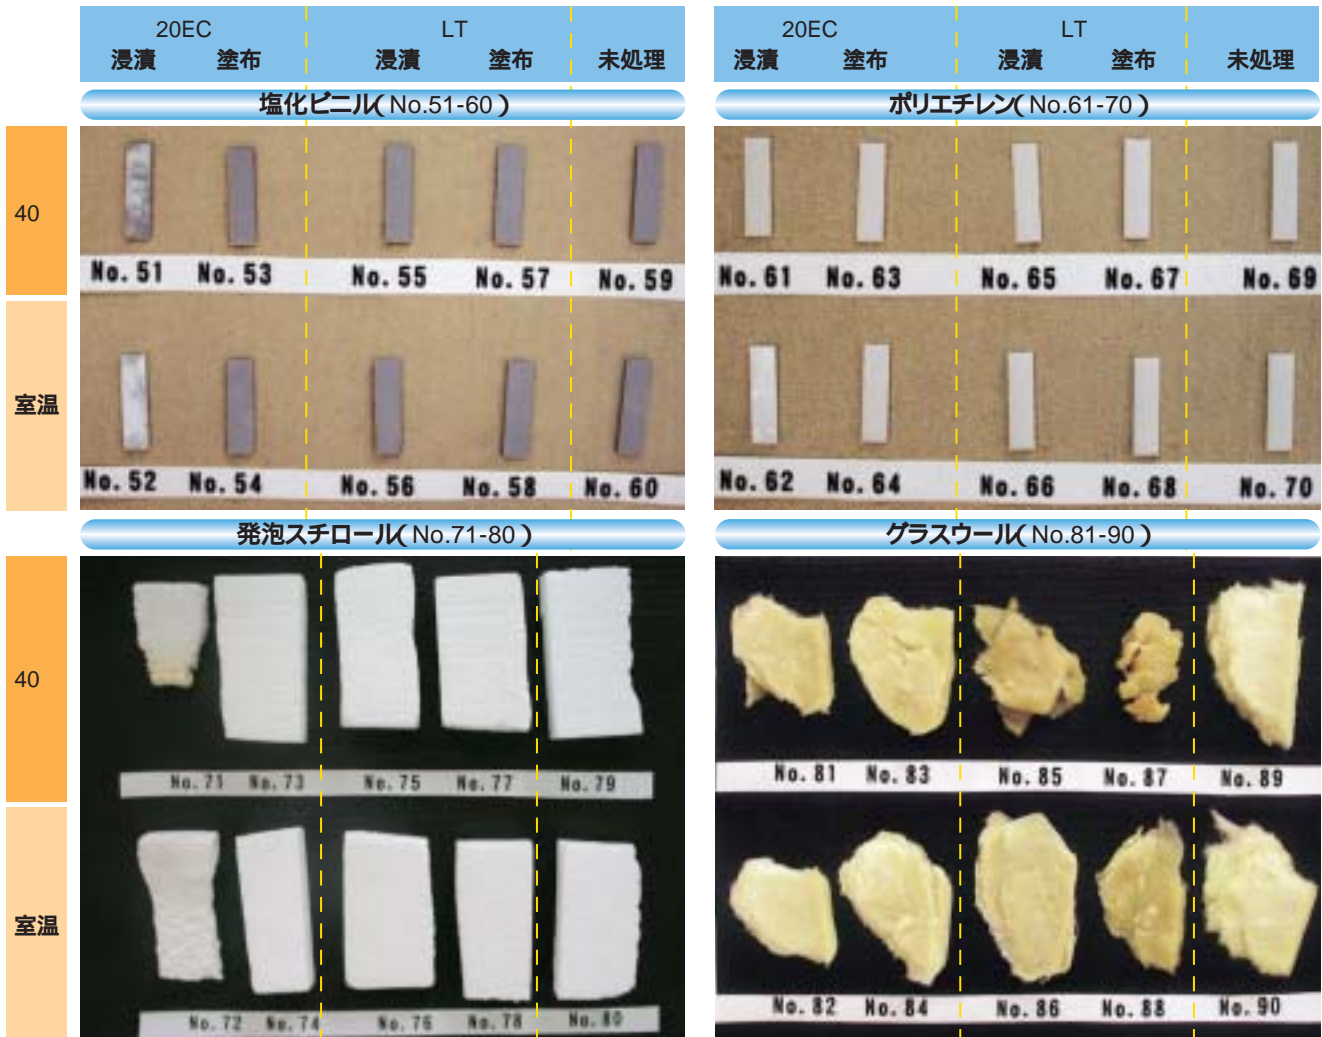 20EC LT
浸漬 塗布 浸漬 塗布 未処理
20EC LT
浸漬 塗布 浸漬 塗布 未処理
塩化ビニル(No.51-60)
ポリエチレン(No.61-70)
40
No.51 No.53 No.55 No.57 No.59
No.61 No.63 No.65 No.67 No.69
室温
No.52 No.54 No.56 No.58 No.60
No.62 No.64 No.66 No.68 No.70
発泡スチロール(No.71-80)
グラスウール(No.81-90)
40
No.71 No.73 No.75 No.77 No.79
No.81 No.83 No.85 No.87 No.89
室温
No.72 No.74 No.76 No.78 No.80
No.82 No.84 No.86 No.88 No.90